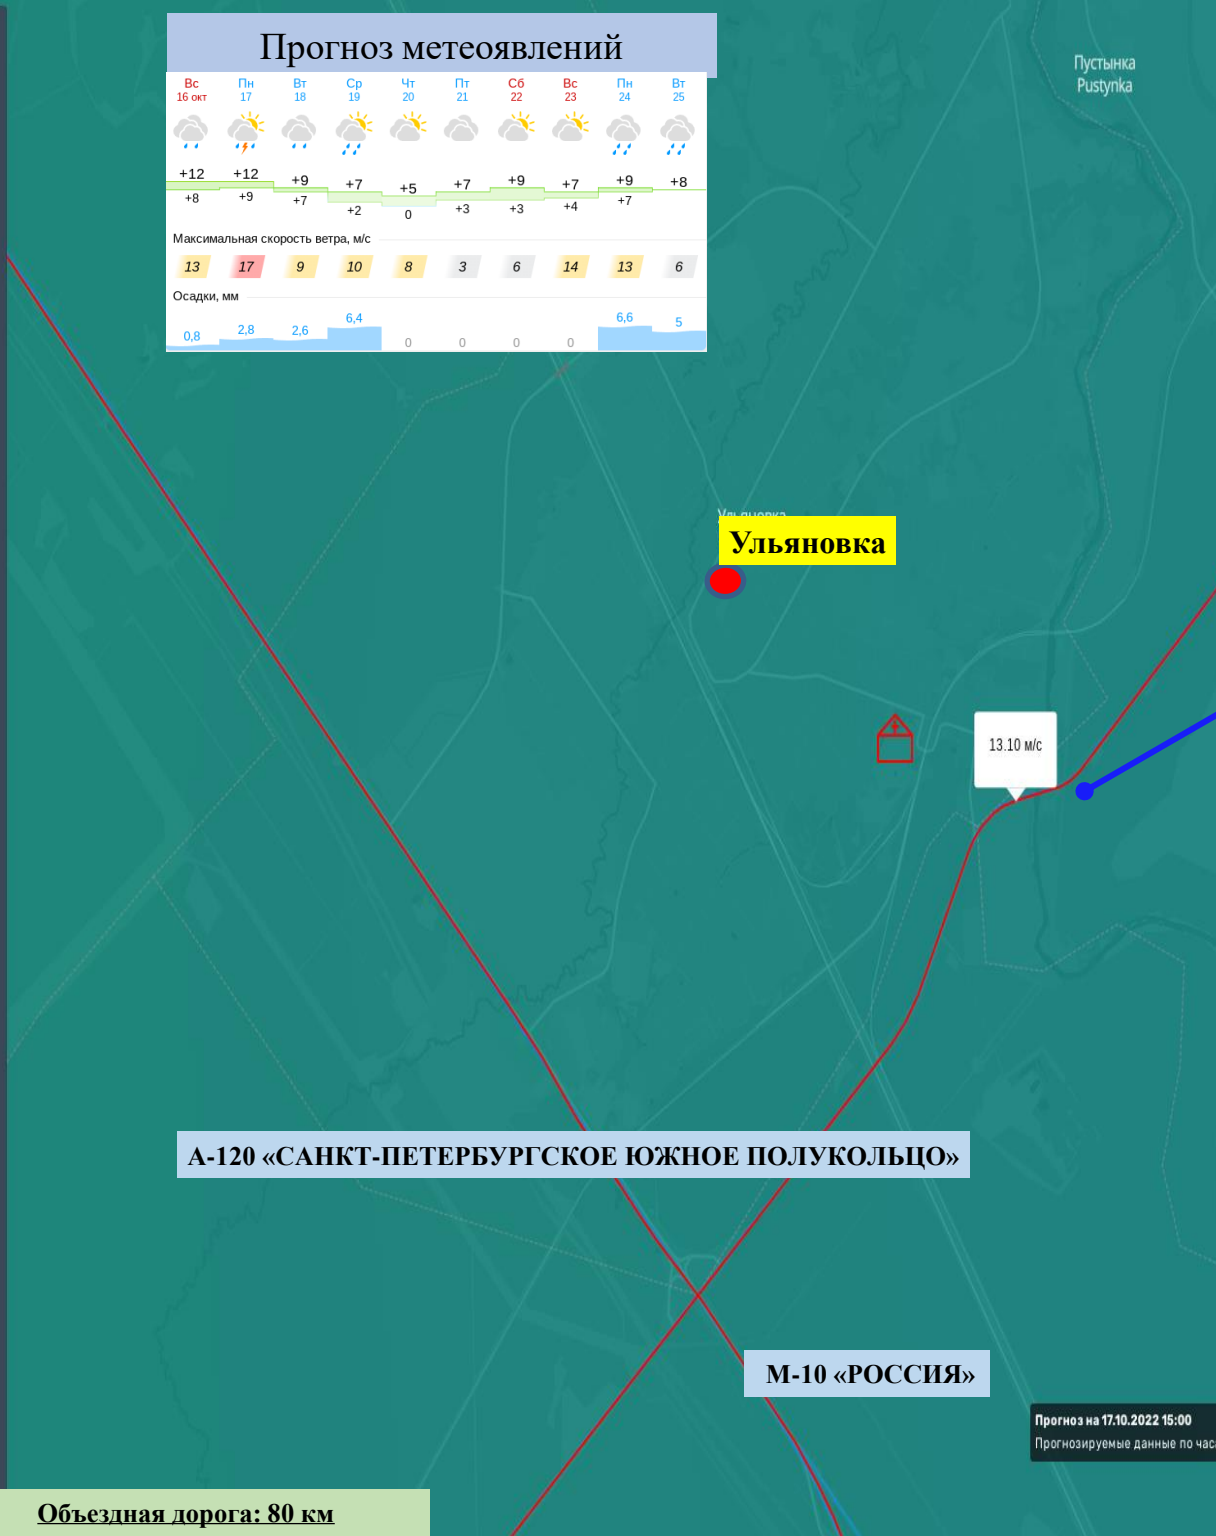 Прогноз метеоявлений
Вс Пн Вт Ср Чт Пт Сб Вс Пн Вт
16 окт 17 18 19 20 21 22 23 24 25
+12 +12 +9 +7 +5 +7 +9 +7 +9 +8
+8 +9 +7 +2 0 +3 +3 +4 +7
Максимальная скорость ветра, м/с
13 17 9 10 8 3 6 14 13 6
Осадки, мм
0,8 2,8 2,6 6,4 0 0 0 0 6,6 5
Пустынка
Pustynka
Ульяновка
Ульяновка
13.10 м/с
А-120 «САНКТ-ПЕТЕРБУРГСКОЕ ЮЖНОЕ ПОЛУКОЛЬЦО»
М-10 «РОССИЯ»
Прогноз на 17.10.2022 15:00
Прогнозируемые данные по час
Объездная дорога: 80 км